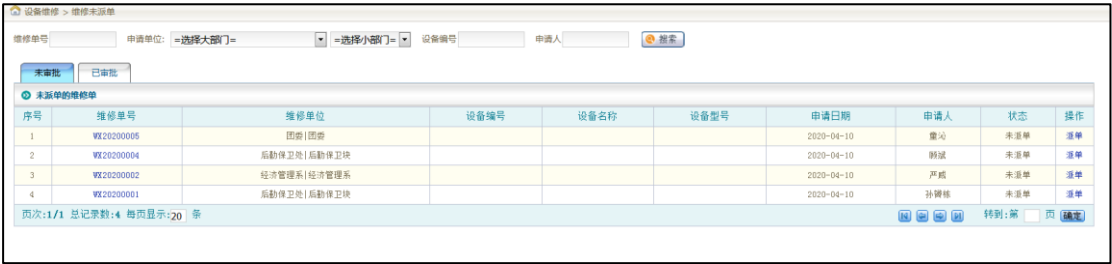 设备维修 > 维修未派单
维修单号 申请单位: =选择大部门= =选择小部门= 设备编号 申请人 搜索
未审批 已审批
未派单的维修单
序号 维修单号 维修单位 设备编号 设备名称 设备型号 申请日期 申请人 状态 操作
1 WX20200005 团委|团委 2020-04-10 童沁 未派单 派单
2 WX20200004 后勤保卫处|后勤保卫块 2020-04-10 顾斌 未派单 派单
3 WX20200002 经济管理系|经济管理系 2020-04-10 严威 未派单 派单
4 WX20200001 后勤保卫处|后勤保卫块 2020-04-10 未派单 派单
页次:1/1 总记录数:4 每页显示:20 条 转到:第 页 确定